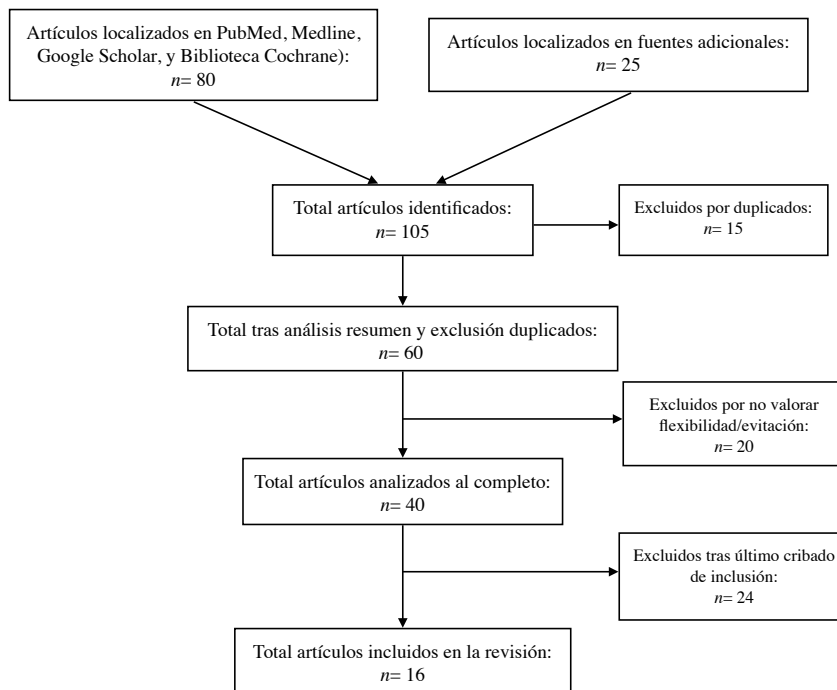 Artículos localizados en PubMed, Medline,
Google Scholar, y Biblioteca Cochrane):
n= 80
Artículos localizados en fuentes adicionales:
n= 25
Total artículos identificados:
n= 105
Excluidos por duplicados:
n= 15
Total tras análisis resumen y exclusión duplicados:
n= 60
Excluidos por no valorar
flexibilidad/evitación:
n= 20
Total artículos analizados al completo:
n= 40
Excluidos tras último cribado
de inclusión:
n= 24
Total artículos incluidos en la revisión:
n= 16